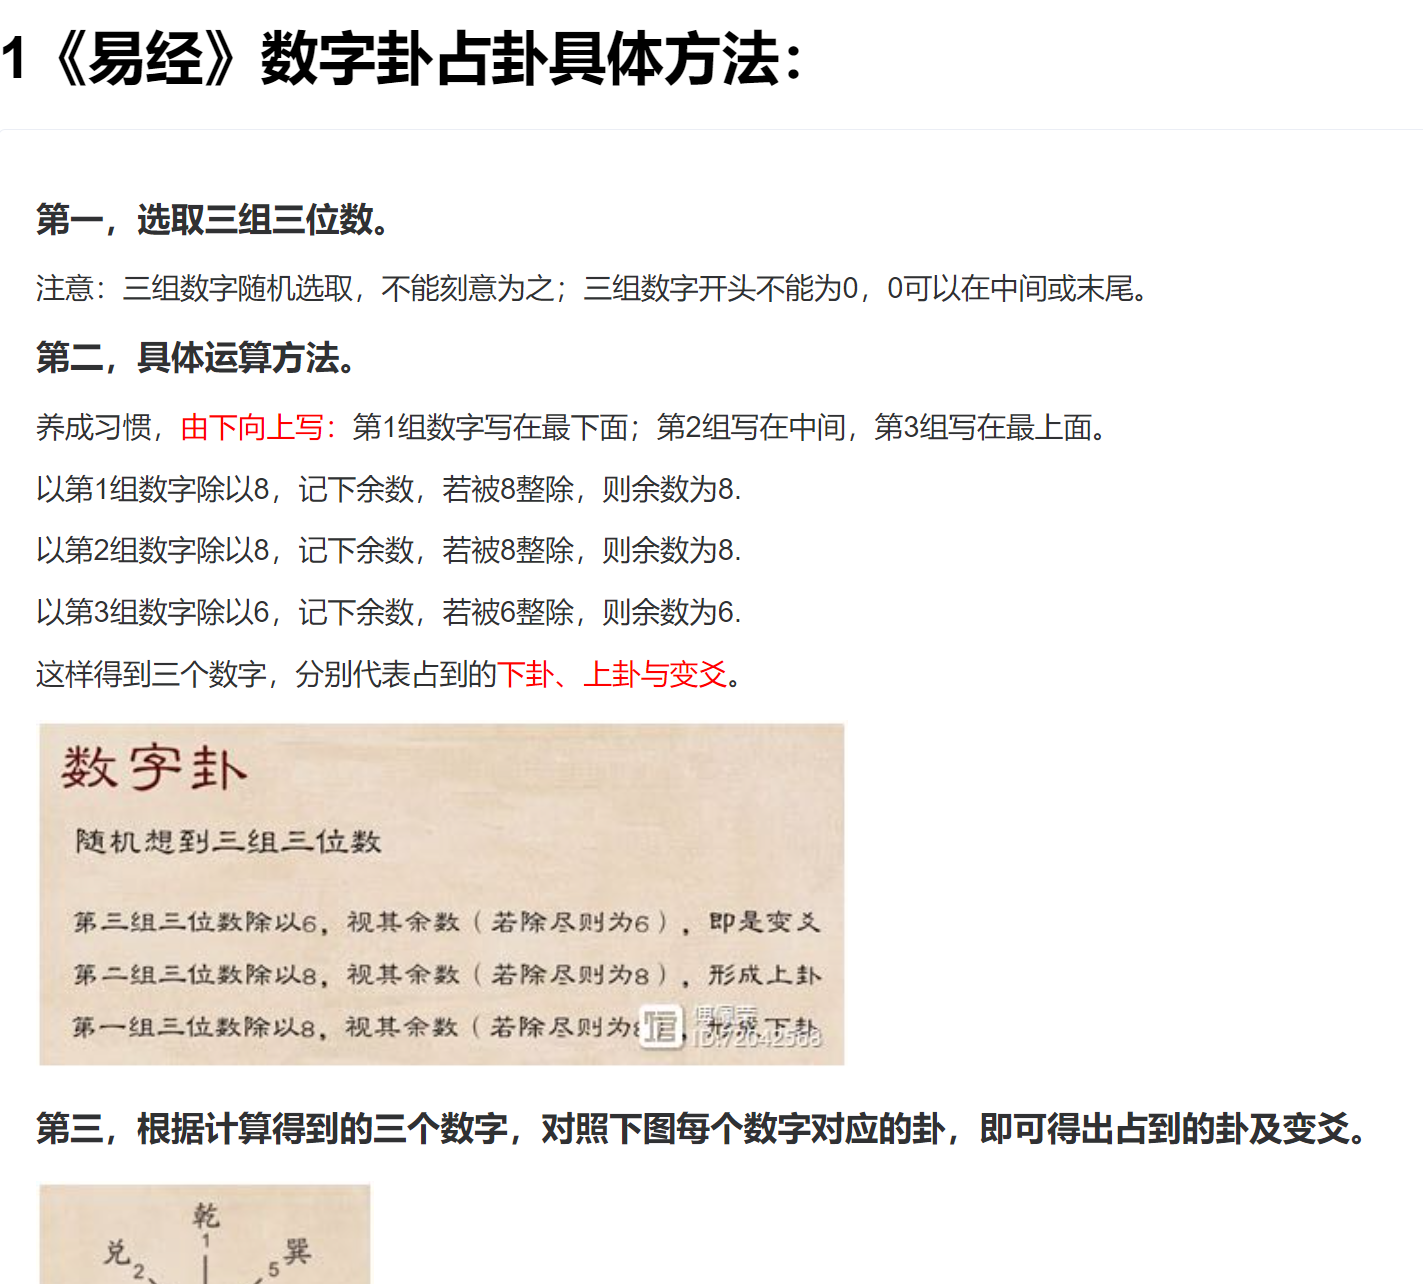 1《易经》数字卦占卦具体方法：
第一，选取三组三位数。
注意：三组数字随机选取，不能刻意为之；三组数字开头不能为0，0可以在中间或末尾。
第二，具体运算方法。
养成习惯，由下向上写：第1组数字写在最下面；第2组写在中间，第3组写在最上面。
以第1组数字除以8，记下余数，若被8整除，则余数为8.
以第2组数字除以8，记下余数，若被8整除，则余数为8.
以第3组数字除以6，记下余数，若被6整除，则余数为6.
这样得到三个数字，分别代表占到的下卦、上卦与变爻。
数字卦
随机想到三组三位数
第三组三位数除以6，视其余数（若除尽则为6），即是变爻
第二组三位数除以8，视其余数（若除尽则为8），形成上卦
第一组三位数除以8，视其余数（若除尽则为8），形成下卦
馆 傅佩荣
ID:72042568
第三，根据计算得到的三个数字，对照下图每个数字对应的卦，即可得出占到的卦及变爻。
乾
1
兑 2
5 巽